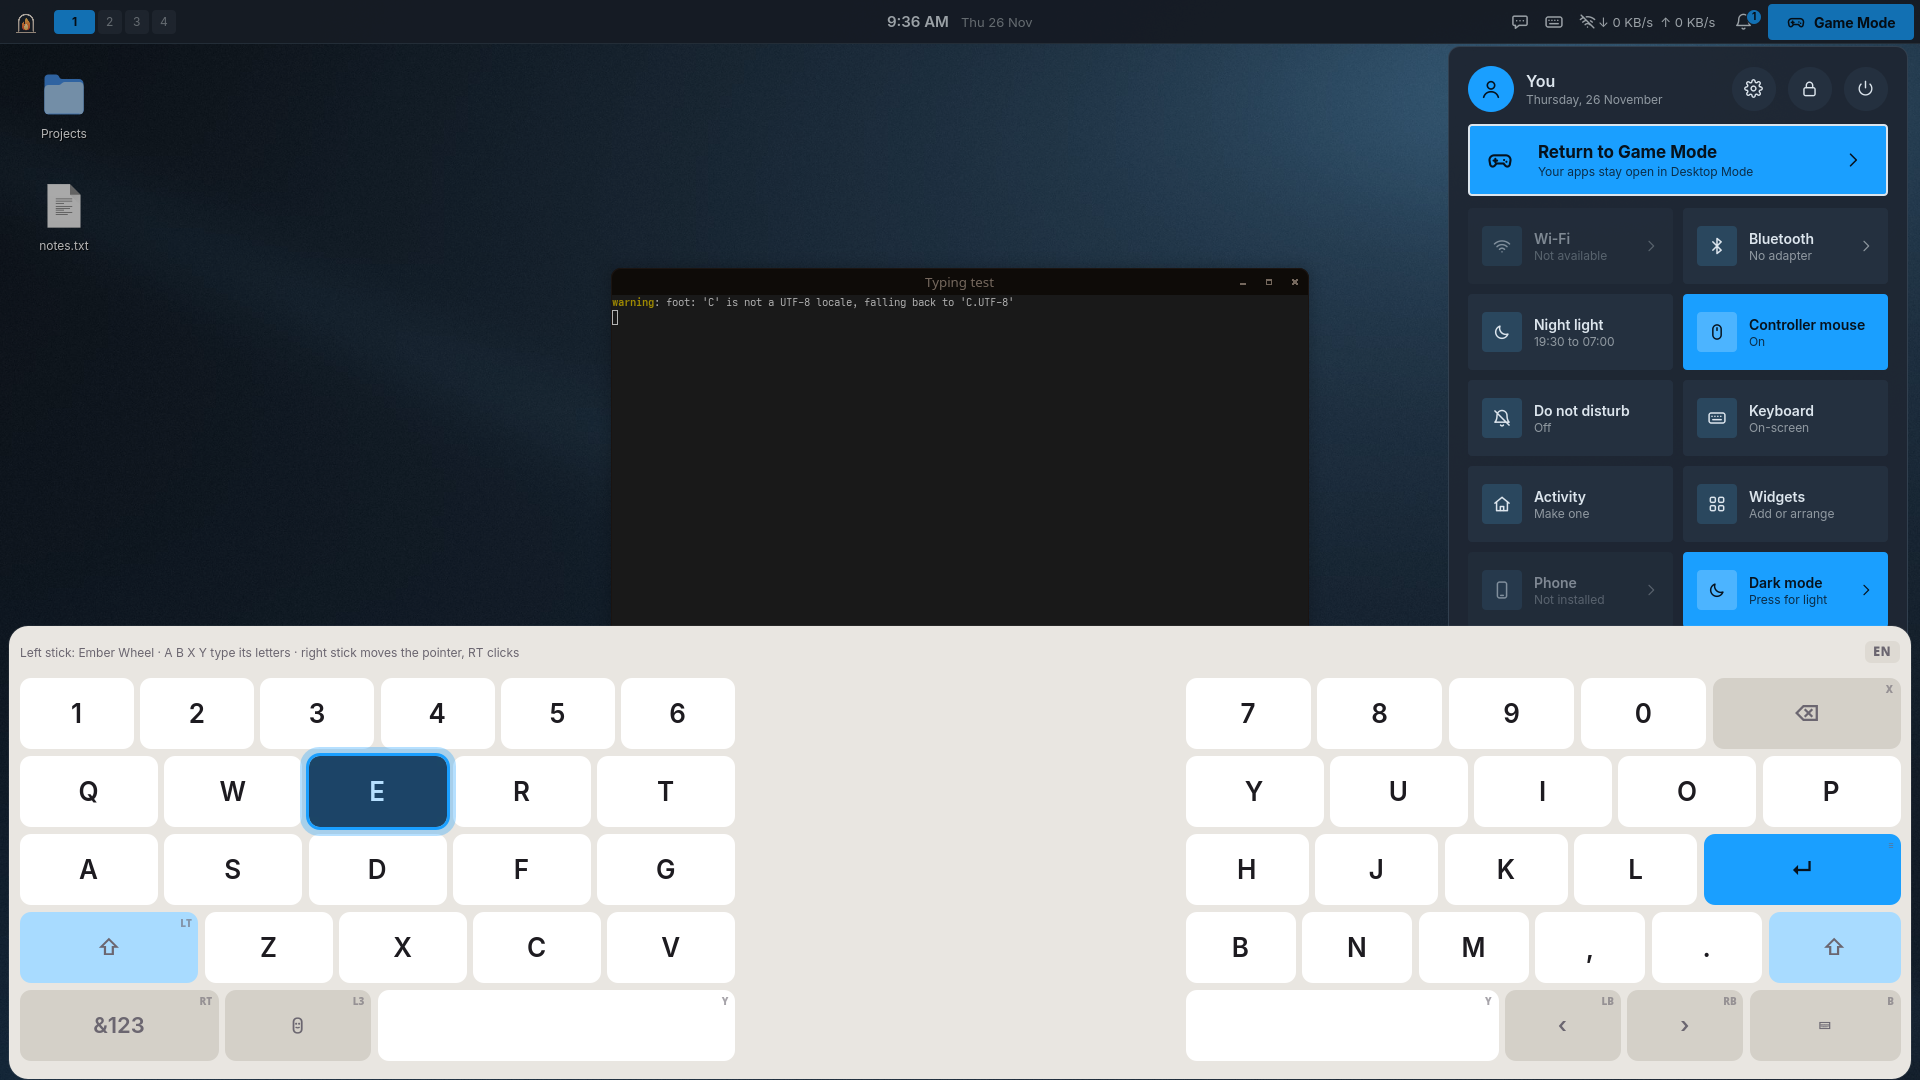 1 2 3 4
9:36 AM Thu 26 Nov
↓ 0 KB/s ↑ 0 KB/s
1
Game Mode
Projects
notes.txt
Typing test
warning: foot: 'C' is not a UTF-8 locale, falling back to 'C.UTF-8'
You
Thursday, 26 November
Return to Game Mode
Your apps stay open in Desktop Mode
Wi-Fi
Not available
Bluetooth
No adapter
Night light
19:30 to 07:00
Controller mouse
On
Do not disturb
Off
Keyboard
On-screen
Activity
Make one
Widgets
Add or arrange
Phone
Not installed
Dark mode
Press for light
Left stick: Ember Wheel · A B X Y type its letters · right stick moves the pointer, RT clicks
EN
1 2 3 4 5 6 7 8 9 0 X
Q W E R T Y U I O P
A S D F G H J K L
LT Z X C V B N M , .
&123 RT L3 Y Y ‹ LB › RB B